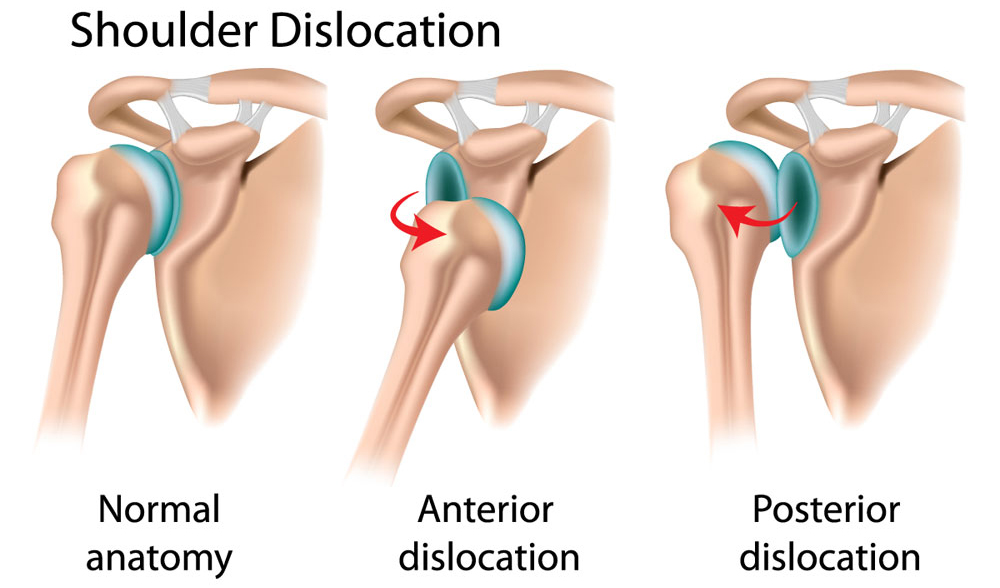 Shoulder Dislocation
Normal
anatomy
Anterior
dislocation
Posterior
dislocation